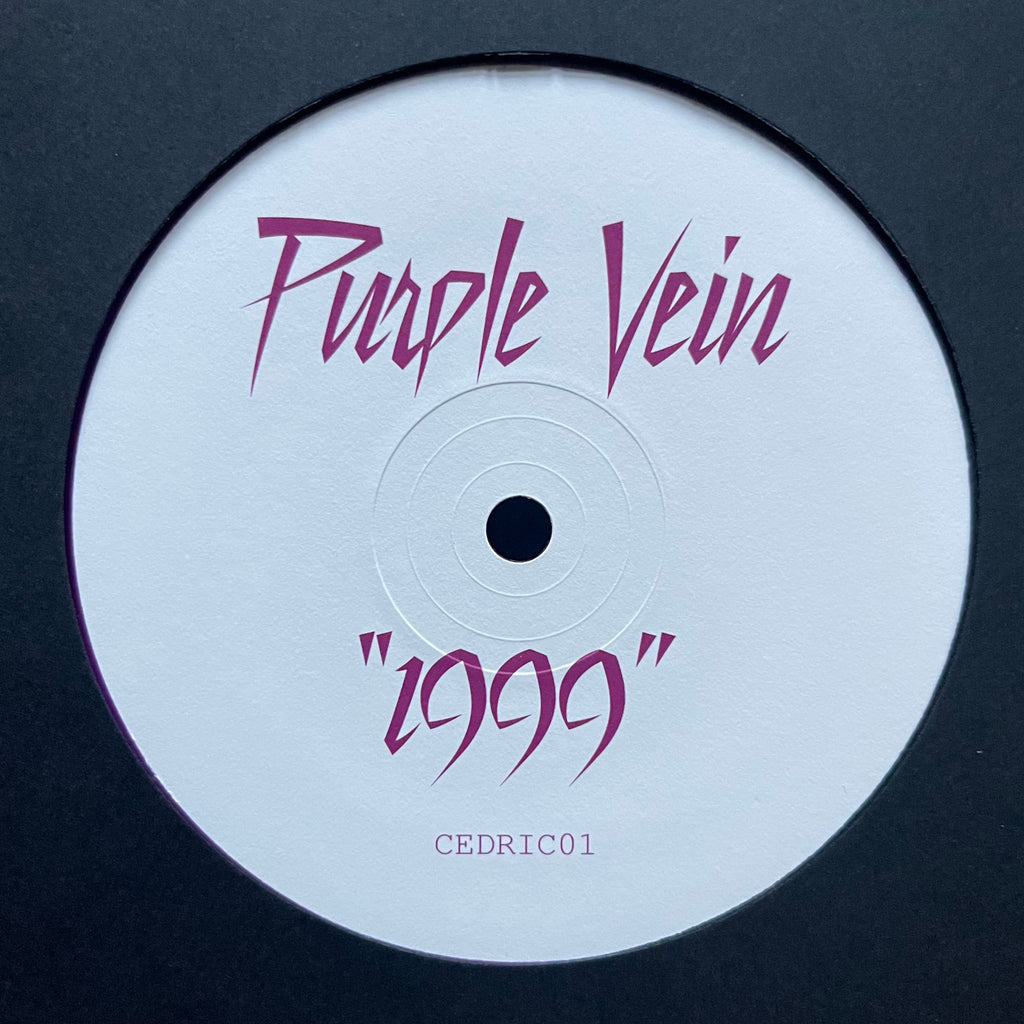 Purple Vein
"1999"
CEDRIC01